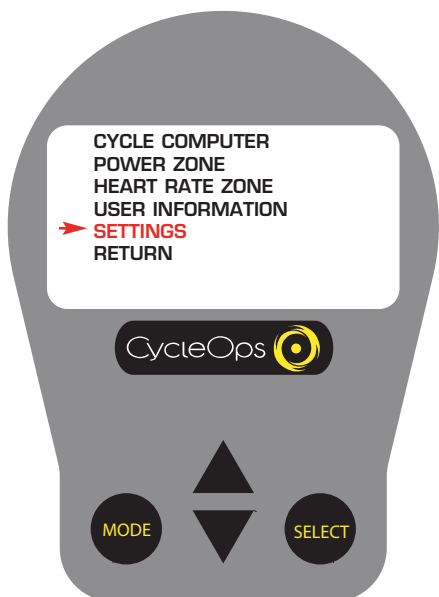 CYCLE COMPUTER
POWER ZONE
HEART RATE ZONE
USER INFORMATION
SETTINGS
RETURN
CycleOps
MODE
SELECT